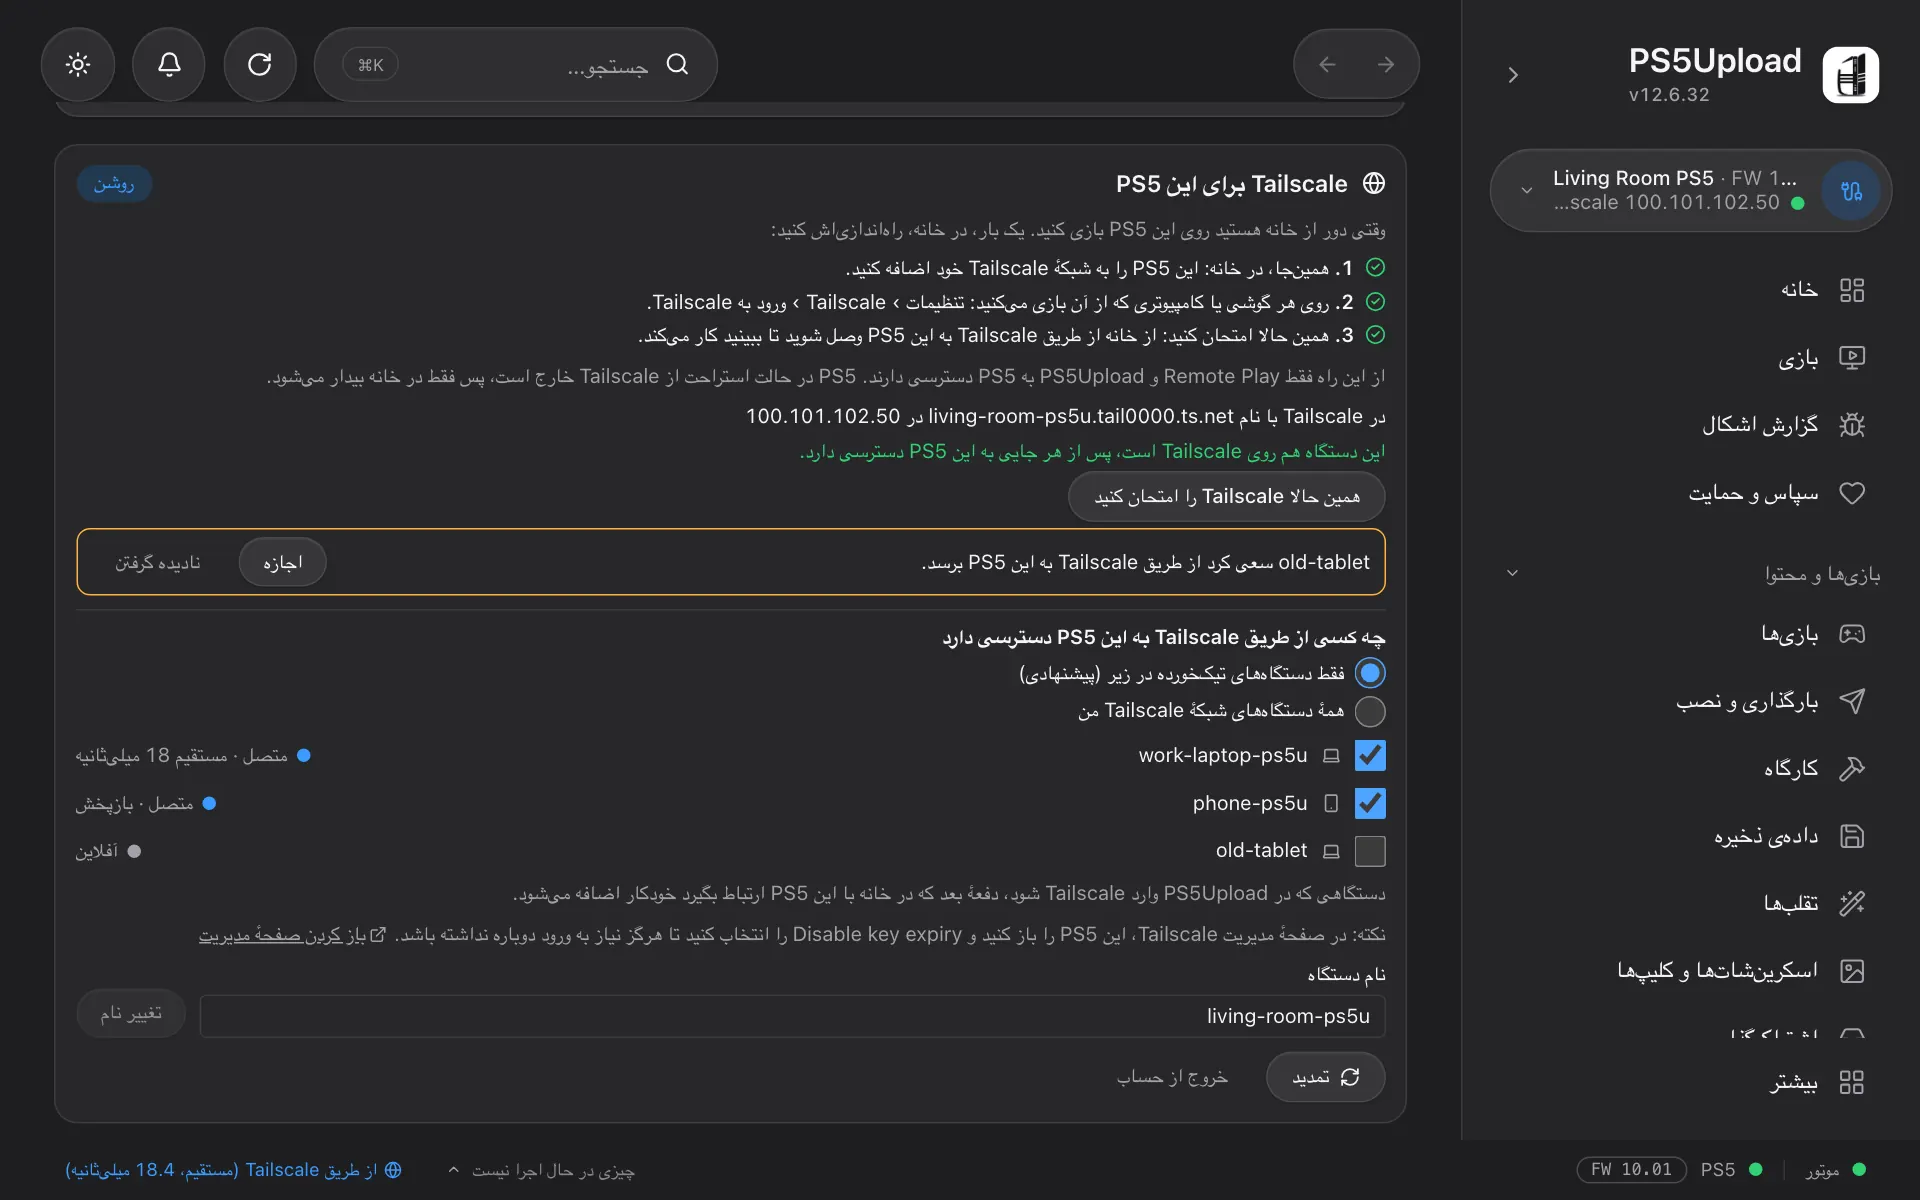 PS5Upload
v12.6.32
Living Room PS5 · FW 1...
...scale 100.101.102.50
خانه
بازی
گزارش اشکال
سپاس و حمایت
بازی‌ها و محتوا
بازی‌ها
بارگذاری و نصب
کارگاه
داده‌ی ذخیره
تقلب‌ها
اسکرین‌شات‌ها و کلیپ‌ها
بیشتر
جستجو...
⌘K
Tailscale برای این PS5
روشن
وقتی دور از خانه هستید روی این PS5 بازی کنید. یک بار، در خانه، راه‌اندازی‌اش کنید:
1. همین‌جا، در خانه: این PS5 را به شبکهٔ Tailscale خود اضافه کنید.
2. روی هر گوشی یا کامپیوتری که از آن بازی می‌کنید: تنظیمات › Tailscale › ورود به Tailscale.
3. همین حالا امتحان کنید: از خانه از طریق Tailscale به این PS5 وصل شوید تا ببینید کار می‌کند.
از این راه فقط Remote Play و PS5Upload به PS5 دسترسی دارند. PS5 در حالت استراحت از Tailscale خارج است، پس فقط در خانه بیدار می‌شود.
در Tailscale با نام living-room-ps5u.tail0000.ts.net در 100.101.102.50
این دستگاه هم روی Tailscale است، پس از هر جایی به این PS5 دسترسی دارد.
همین حالا Tailscale را امتحان کنید
old-tablet سعی کرد از طریق Tailscale به این PS5 برسد.
اجازه
نادیده گرفتن
چه کسی از طریق Tailscale به این PS5 دسترسی دارد
فقط دستگاه‌های تیک‌خورده در زیر (پیشنهادی)
همهٔ دستگاه‌های شبکهٔ Tailscale من
work-laptop-ps5u
متصل · مستقیم 18 میلی‌ثانیه
phone-ps5u
متصل · بازپخش
old-tablet
آفلاین
دستگاهی که در PS5Upload وارد Tailscale شود، دفعهٔ بعد که در خانه با این PS5 ارتباط بگیرد خودکار اضافه می‌شود.
نکته: در صفحهٔ مدیریت Tailscale، این PS5 را باز کنید و Disable key expiry را انتخاب کنید تا هرگز نیاز به ورود دوباره نداشته باشد. باز کردن صفحهٔ مدیریت
نام دستگاه
living-room-ps5u
تغییر نام
تمدید
خروج از حساب
موتور
PS5
FW 10.01
چیزی در حال اجرا نیست
از طریق Tailscale (مستقیم، 18.4 میلی‌ثانیه)